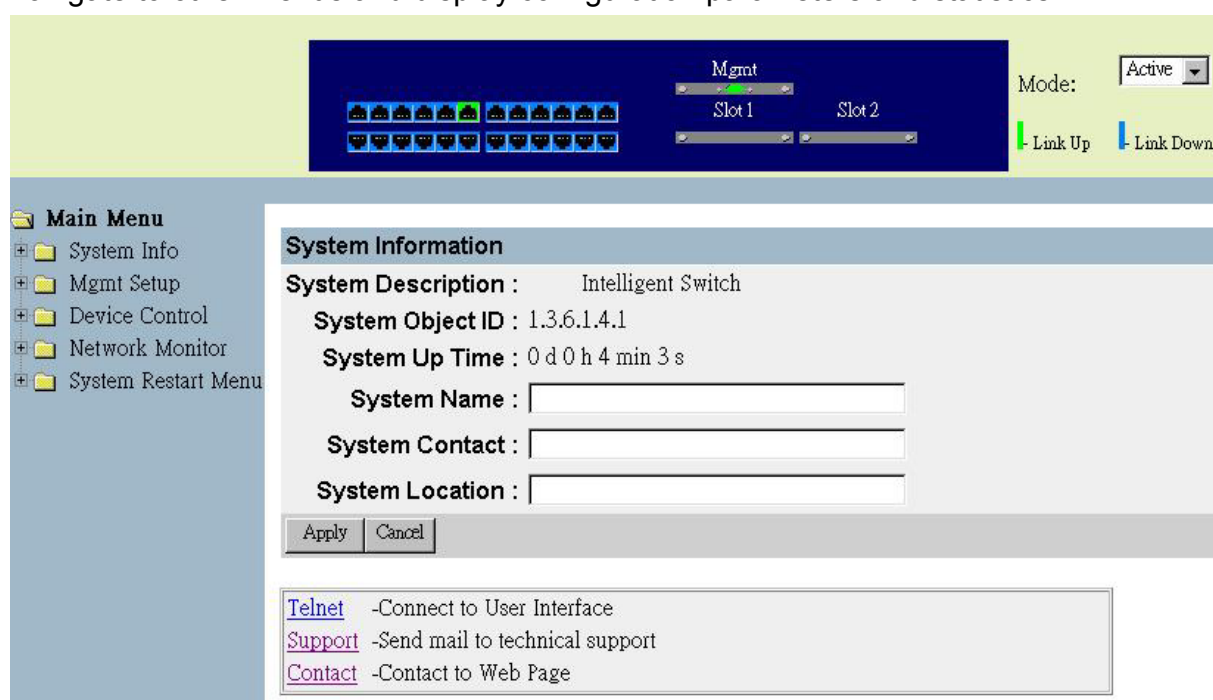 Mgmt
Slot 1 Slot 2
Mode: Active
Link Up Link Down
Main Menu
System Info
Mgmt Setup
Device Control
Network Monitor
System Restart Menu
System Information
System Description : Intelligent Switch
System Object ID : 1.3.6.1.4.1
System Up Time : 0 d 0 h 4 min 3 s
System Name :
System Contact :
System Location :
Apply Cancel
Telnet -Connect to User Interface
Support -Send mail to technical support
Contact -Contact to Web Page